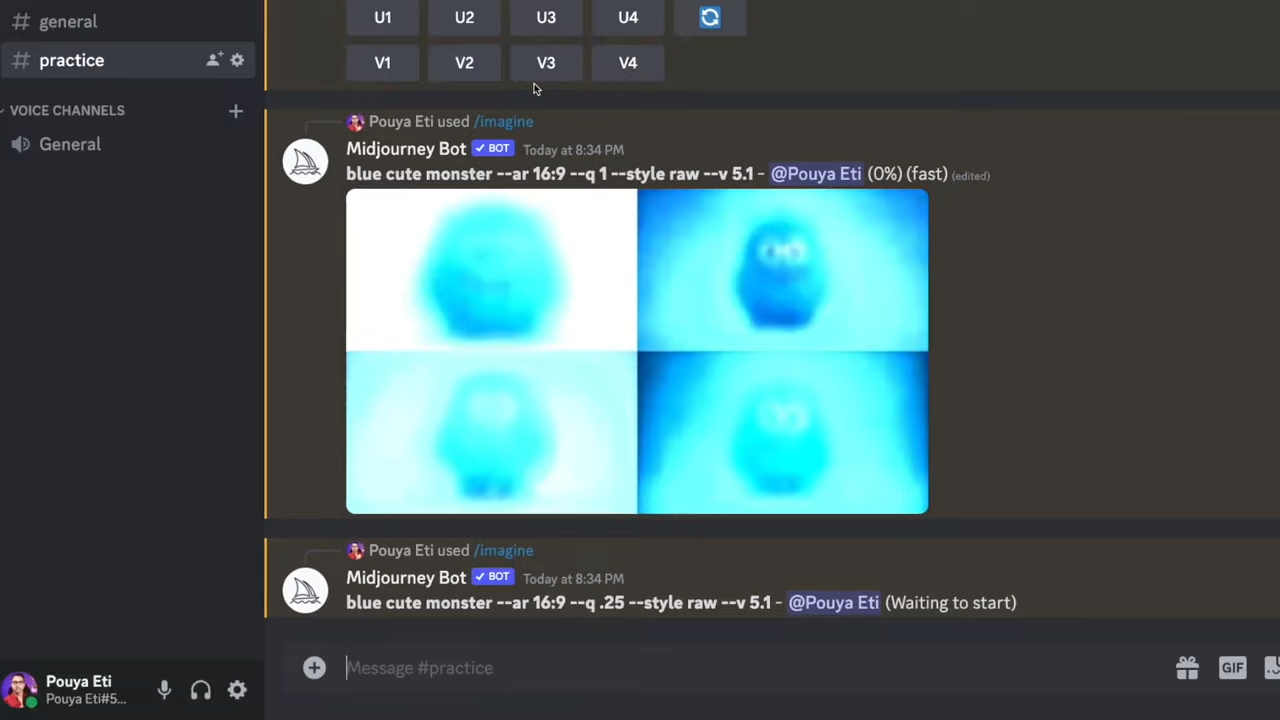 general
practice
VOICE CHANNELS
General
U1 U2 U3 U4
V1 V2 V3 V4
Pouya Eti used /imagine
Midjourney Bot BOT Today at 8:34 PM
blue cute monster --ar 16:9 --q 1 --style raw --v 5.1 - @Pouya Eti (0%) (fast) (edited)
Pouya Eti used /imagine
Midjourney Bot BOT Today at 8:34 PM
blue cute monster --ar 16:9 --q .25 --style raw --v 5.1 - @Pouya Eti (Waiting to start)
Message #practice
GIF
Pouya Eti
Pouya Eti#5...